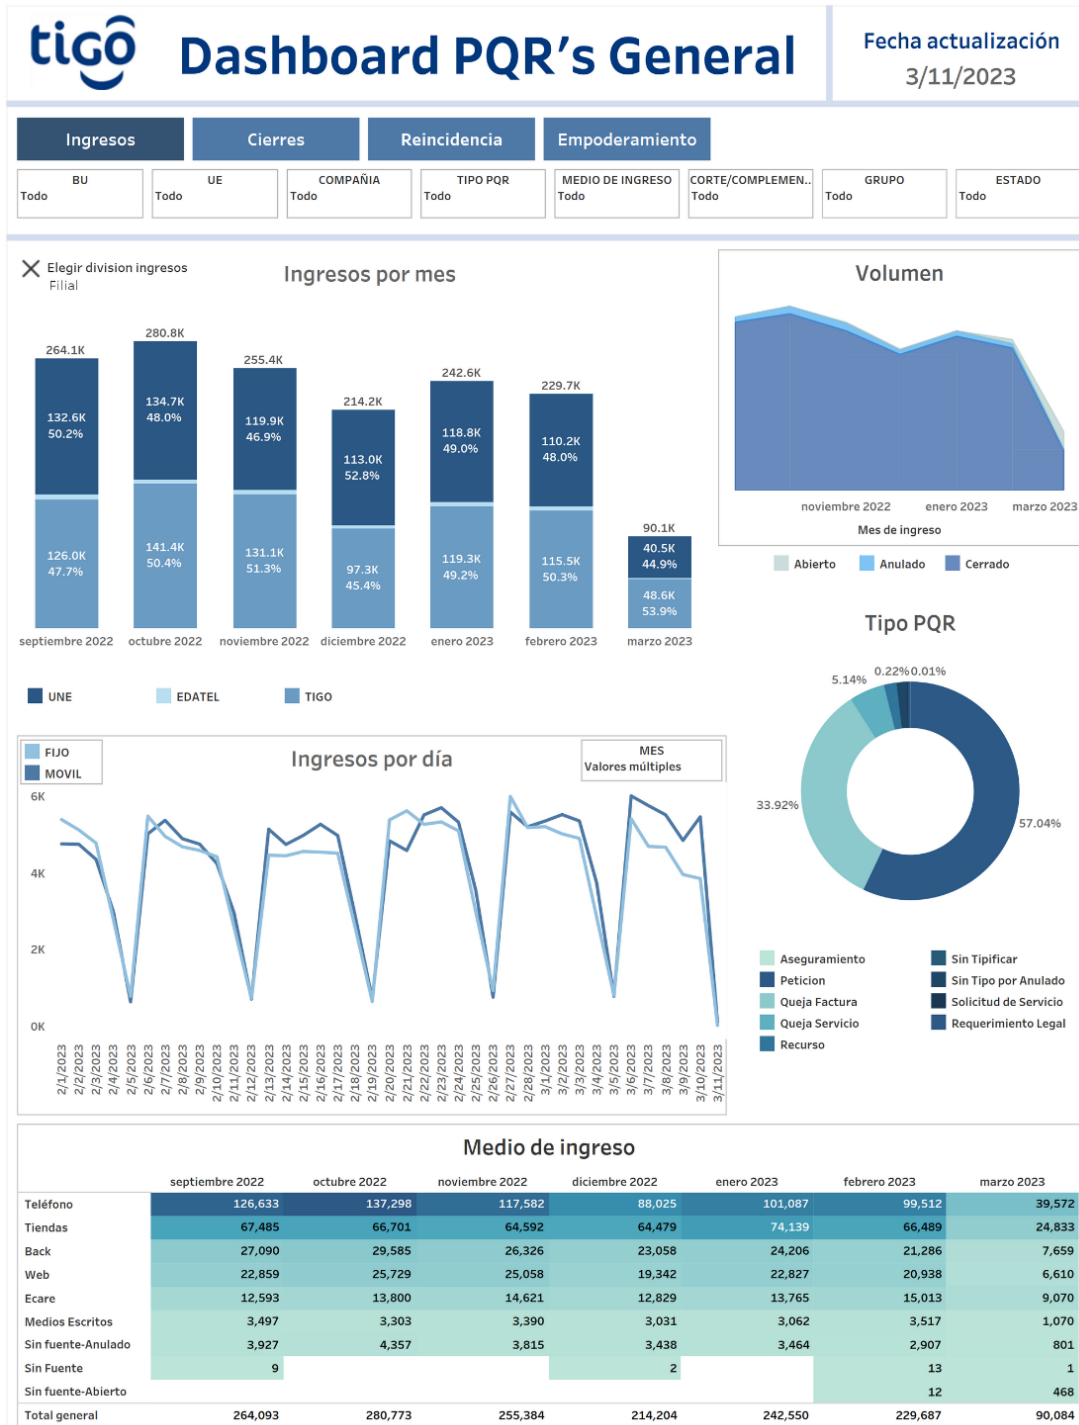 tigo
Dashboard PQR's General
Fecha actualización
3/11/2023
Ingresos
Cierres
Reincidencia
Empoderamiento
BU
Todo
UE
Todo
COMPAÑIA
Todo
TIPO PQR
Todo
MEDIO DE INGRESO
Todo
CORTE/COMPLEMEN..
Todo
GRUPO
Todo
ESTADO
Todo
Elegir division ingresos
Filial
Ingresos por mes
264.1K
280.8K
255.4K
214.2K
242.6K
229.7K
90.1K
132.6K
50.2%
134.7K
48.0%
119.9K
46.9%
113.0K
52.8%
118.8K
49.0%
110.2K
48.0%
40.5K
44.9%
126.0K
47.7%
141.4K
50.4%
131.1K
51.3%
97.3K
45.4%
119.3K
49.2%
115.5K
50.3%
48.6K
53.9%
septiembre 2022
octubre 2022
noviembre 2022
diciembre 2022
enero 2023
febrero 2023
marzo 2023
UNE
EDATEL
TIGO
Volumen
noviembre 2022
enero 2023
marzo 2023
Mes de ingreso
Abierto
Anulado
Cerrado
Tipo PQR
5.14%
0.22%
0.01%
33.92%
57.04%
Aseguramiento
Peticion
Queja Factura
Queja Servicio
Recurso
Sin Tipificar
Sin Tipo por Anulado
Solicitud de Servicio
Requerimiento Legal
FIJO
MOVIL
Ingresos por día
MES
Valores múltiples
6K
4K
2K
0K
2/1/2023
2/2/2023
2/3/2023
2/4/2023
2/5/2023
2/6/2023
2/7/2023
2/8/2023
2/9/2023
2/10/2023
2/11/2023
2/12/2023
2/13/2023
2/14/2023
2/15/2023
2/16/2023
2/17/2023
2/18/2023
2/19/2023
2/20/2023
2/21/2023
2/22/2023
2/23/2023
2/24/2023
2/25/2023
2/26/2023
2/27/2023
2/28/2023
3/1/2023
3/2/2023
3/3/2023
3/4/2023
3/5/2023
3/6/2023
3/7/2023
3/8/2023
3/9/2023
3/10/2023
3/11/2023
Medio de ingreso
septiembre 2022 octubre 2022 noviembre 2022 diciembre 2022 enero 2023 febrero 2023 marzo 2023
Teléfono 126,633 137,298 117,582 88,025 101,087 99,512 39,572
Tiendas 67,485 66,701 64,592 64,479 74,139 66,489 24,833
Back 27,090 29,585 26,326 23,058 24,206 21,286 7,659
Web 22,859 25,729 25,058 19,342 22,827 20,938 6,610
Ecare 12,593 13,800 14,621 12,829 13,765 15,013 9,070
Medios Escritos 3,497 3,303 3,390 3,031 3,062 3,517 1,070
Sin fuente-Anulado 3,927 4,357 3,815 3,438 3,464 2,907 801
Sin Fuente 9 2 13 1
Sin fuente-Abierto 12 468
Total general 264,093 280,773 255,384 214,204 242,550 229,687 90,084